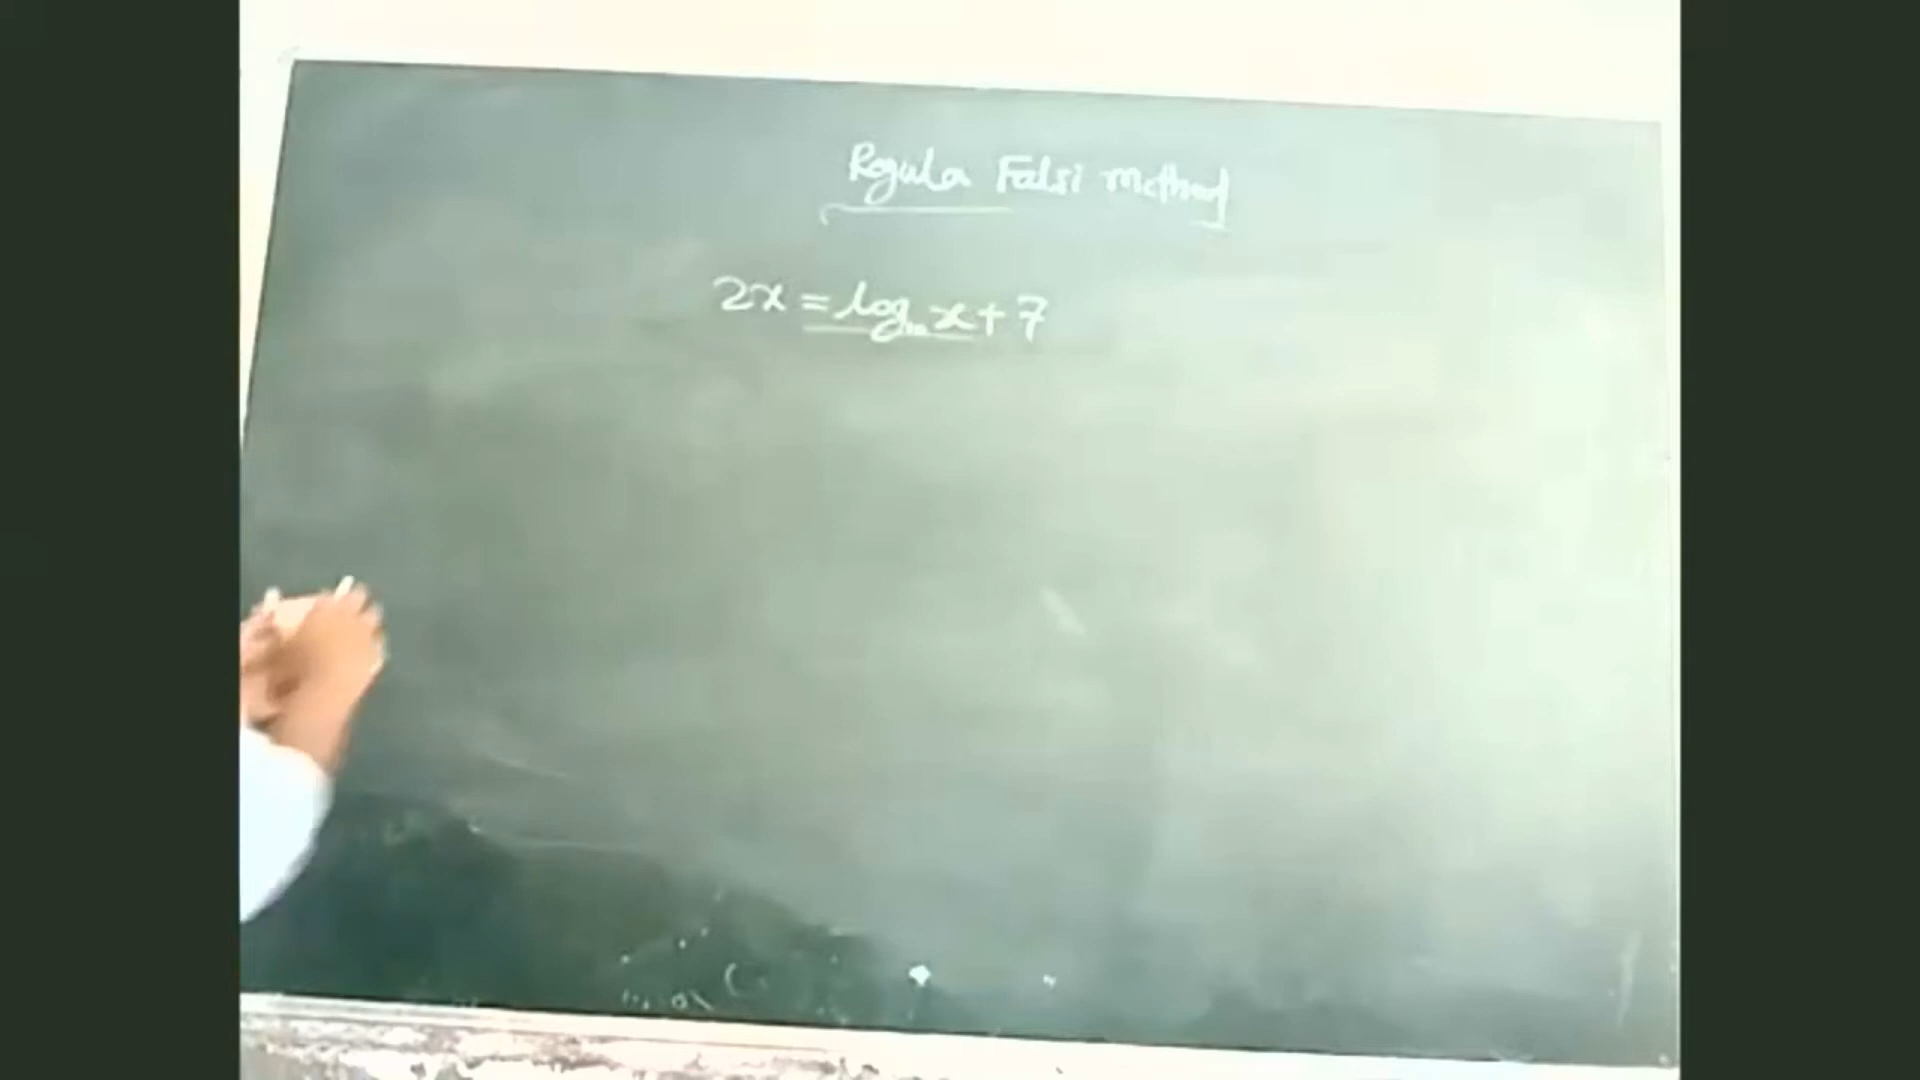 Regula Falsi Method
2x = log₁₀ x + 7